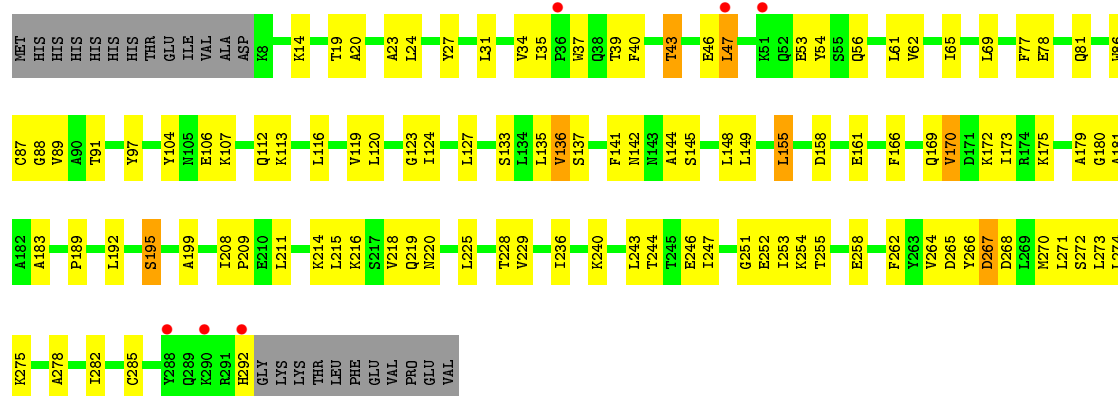 MET HIS HIS HIS HIS HIS HIS THR GLU ILE VAL ALA ASP K8 K14 T19 A20 A23 L24 Y27 L31 V34 I35 P36 W37 Q38 T39 F40 T43 E46 L47 K51 Q52 E53 Y54 S55 Q56 L61 V62 I65 L69 F77 E78 Q81 W86
C87 G88 V89 A90 T91 Y97 Y104 N105 E106 K107 Q112 K113 L116 V119 L120 G123 I124 L127 S133 L134 L135 V136 S137 F141 N142 N143 A144 S145 L148 L149 L155 D158 E161 F166 Q169 V170 D171 K172 I173 R174 K175 A179 G180 A181
A182 A183 P189 L192 S195 A199 I208 P209 E210 L211 K214 L215 K216 S217 V218 Q219 N220 L225 T228 V229 I236 K240 L243 T244 T245 E246 I247 G251 E252 I253 K254 T255 E258 F262 Y263 V264 D265 Y266 D267 D268 L269 M270 L271 S272 L273 L274
K275 A278 I282 C285 Y288 Q289 K290 R291 H292 GLY LYS LYS THR LEU PHE GLU VAL PRO GLU VAL